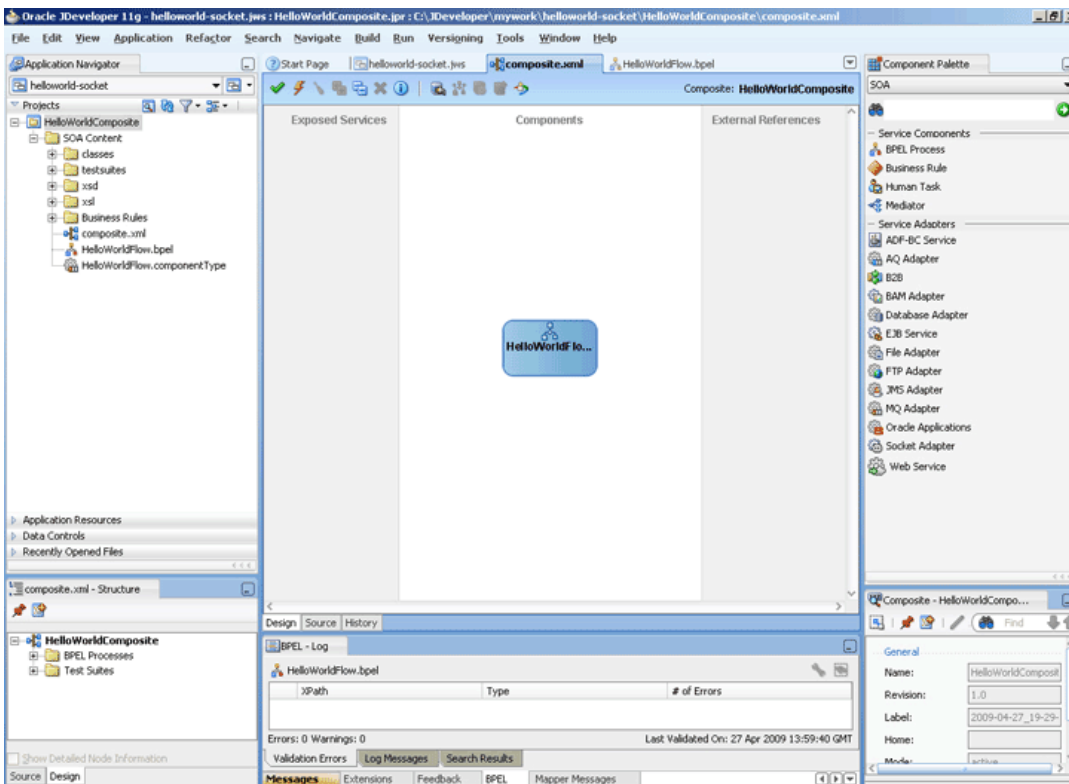 Oracle JDeveloper 11g - helloworld-socket.jws : HelloWorldComposite.jpr : C:\JDeveloper\mywork\helloworld-socket\HelloWorldComposite\composite.xml
File Edit View Application Refactor Search Navigate Build Run Versioning Tools Window Help
Application Navigator
helloworld-socket
Projects
HelloWorldComposite
SOA Content
classes
testsuites
xsd
xsl
Business Rules
composite.xml
HelloWorldFlow.bpel
HelloWorldFlow.componentType
Application Resources
Data Controls
Recently Opened Files
composite.xml - Structure
HelloWorldComposite
BPEL Processes
Test Suites
Show Detailed Node Information
Source Design
Start Page helloworld-socket.jws composite.xml HelloWorldFlow.bpel
Composite: HelloWorldComposite
Exposed Services Components External References
HelloWorldFlo...
Design Source History
BPEL - Log
HelloWorldFlow.bpel
XPath Type # of Errors
Errors: 0 Warnings: 0 Last Validated On: 27 Apr 2009 13:59:40 GMT
Validation Errors Log Messages Search Results
Messages Extensions Feedback BPEL Mapper Messages
Component Palette
SOA
Service Components
BPEL Process
Business Rule
Human Task
Mediator
Service Adapters
ADF-BC Service
AQ Adapter
B2B
BAM Adapter
Database Adapter
EJB Service
File Adapter
FTP Adapter
JMS Adapter
MQ Adapter
Oracle Applications
Socket Adapter
Web Service
Composite - HelloWorldCompo...
Find
General
Name: HelloWorldComposit
Revision: 1.0
Label: 2009-04-27_19-29-
Home:
Mode: active